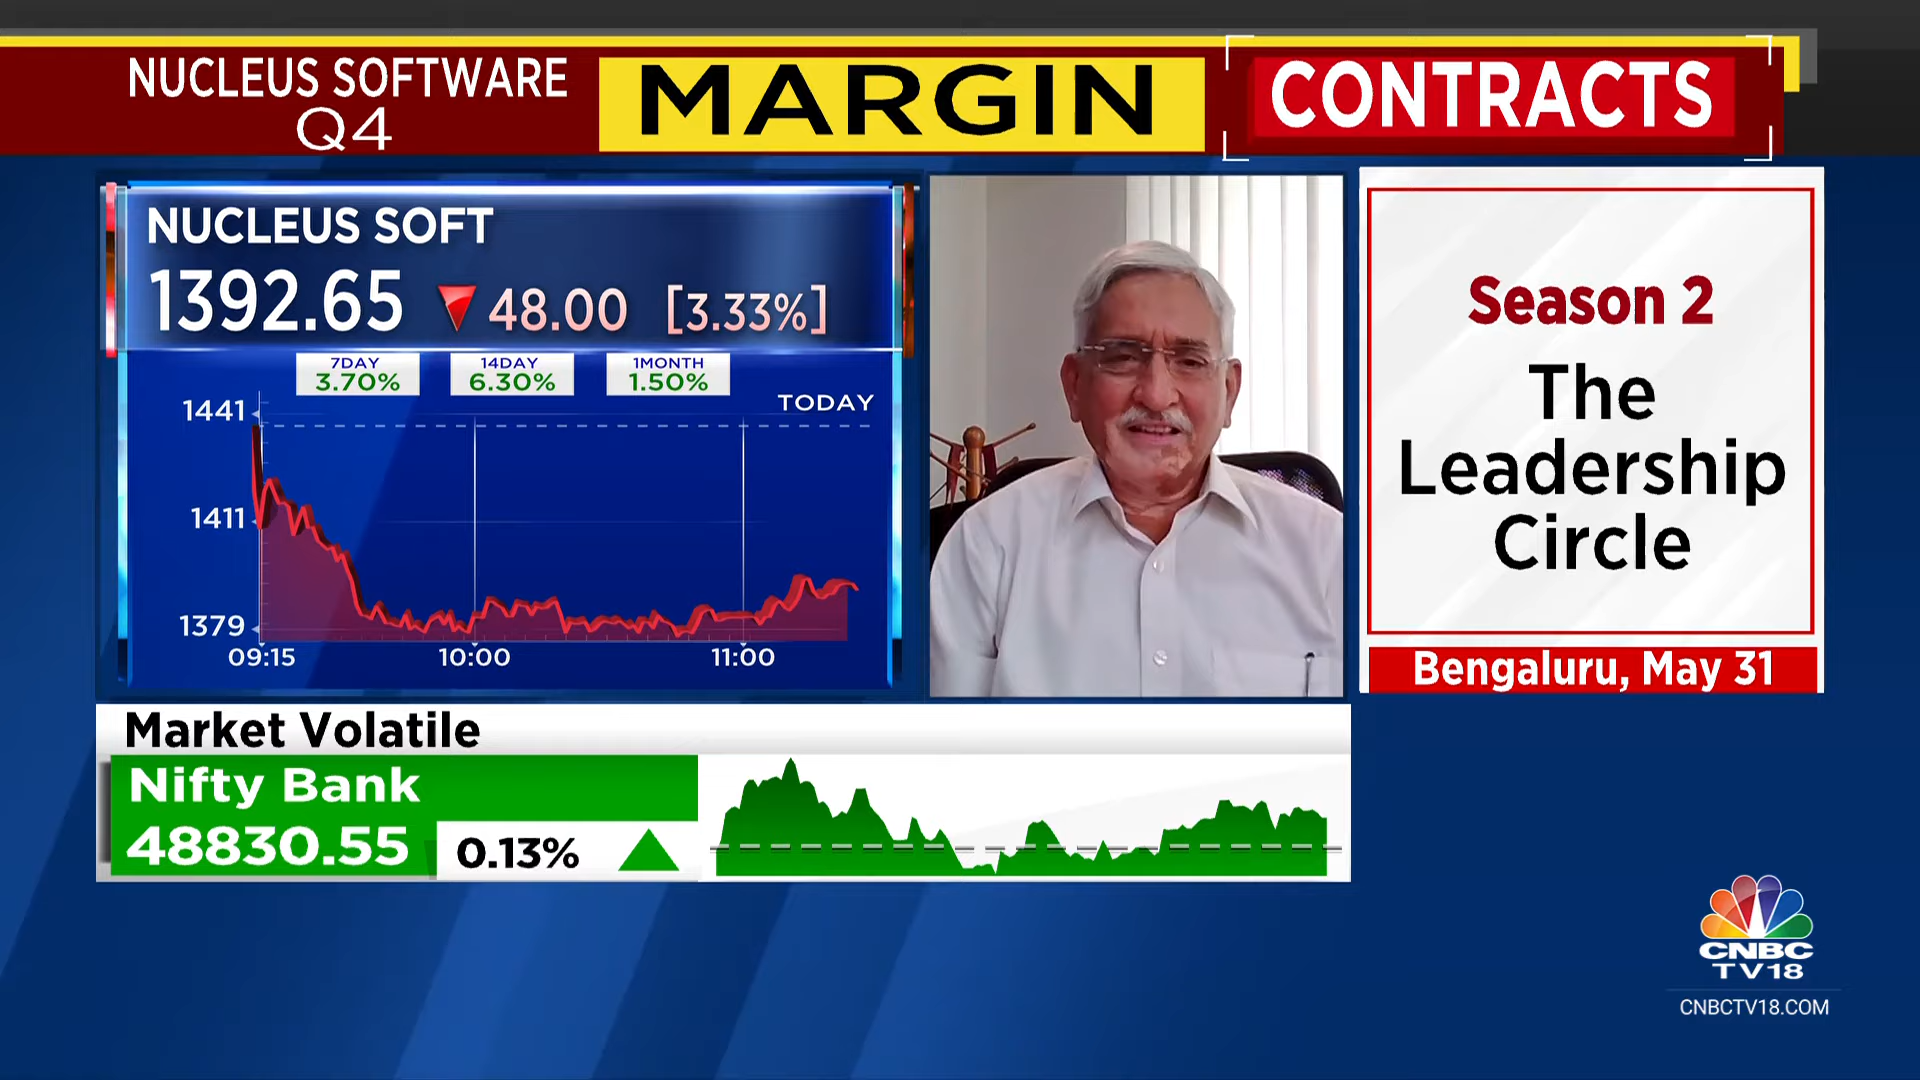 NUCLEUS SOFTWARE
Q4
MARGIN
CONTRACTS
NUCLEUS SOFT
1392.65 ▼ 48.00 [3.33%]
7DAY
3.70%
14DAY
6.30%
1MONTH
1.50%
TODAY
1441
1411
1379
09:15 10:00 11:00
Season 2
The
Leadership
Circle
Bengaluru, May 31
Market Volatile
Nifty Bank
48830.55 0.13%
CNBC
TV18
CNBCTV18.COM